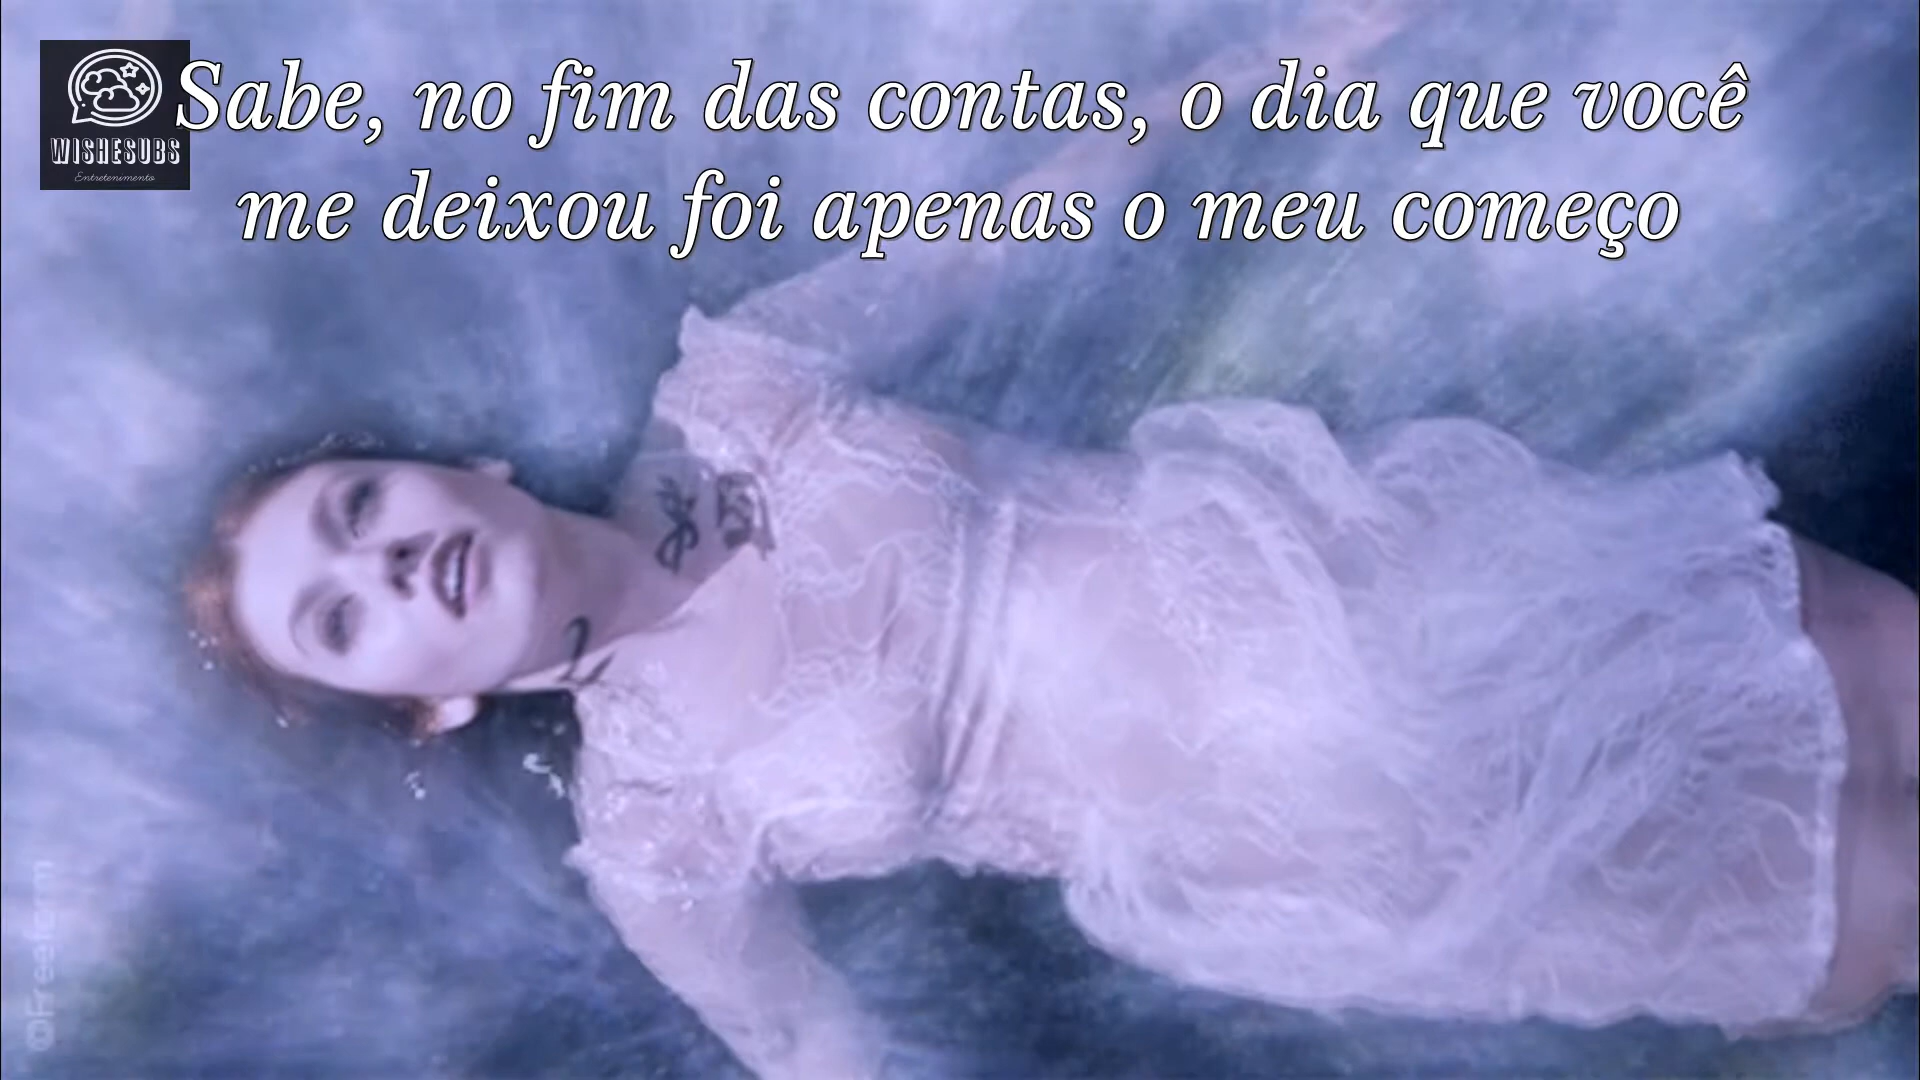 WISHESUBS
Entretenimento
Sabe, no fim das contas, o dia que você
me deixou foi apenas o meu começo
@Freeform